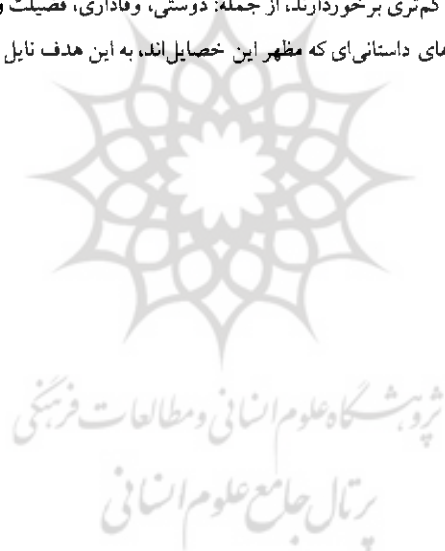 کم‌تری برخوردارند، از جمله: دوستی، وفاداری، فضیلت و
مای داستانی‌ای که مظهر این خصایل‌اند، به این هدف نایل
پژوهشگاه علوم انسانی و مطالعات فرهنگی
پرتال جامع علوم انسانی